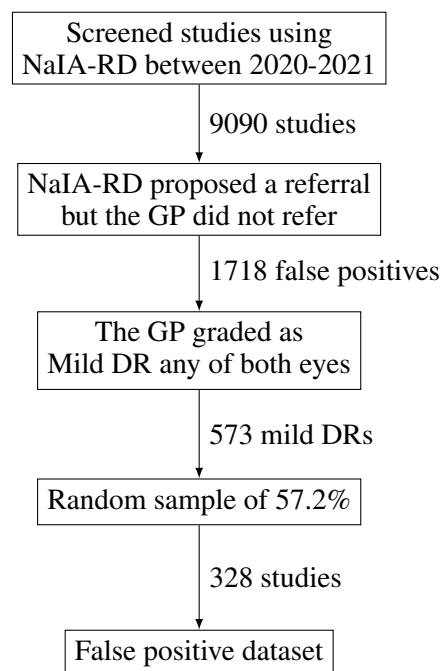 Screened studies using
NaIA-RD between 2020-2021
9090 studies
NaIA-RD proposed a referral
but the GP did not refer
1718 false positives
The GP graded as
Mild DR any of both eyes
573 mild DRs
Random sample of 57.2%
328 studies
False positive dataset